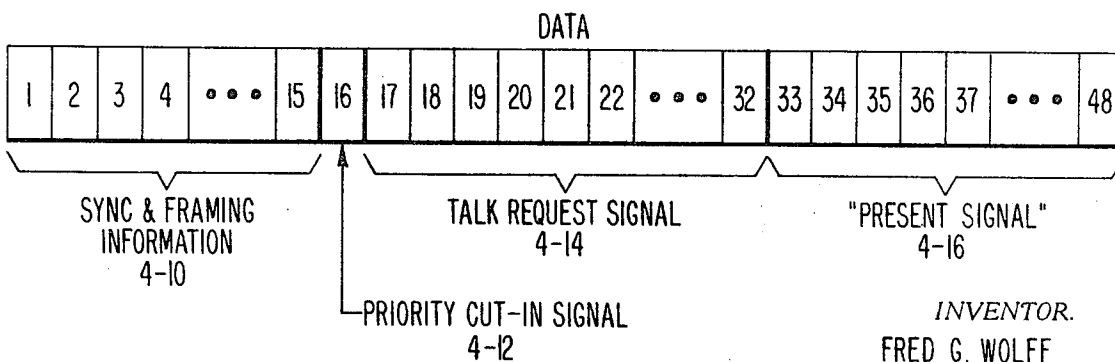 DATA
1 2 3 4 • • • 15 16 17 18 19 20 21 22 • • • 32 33 34 35 36 37 • • • 48
SYNC & FRAMING
INFORMATION
4-10
TALK REQUEST SIGNAL
4-14
"PRESENT SIGNAL"
4-16
PRIORITY CUT-IN SIGNAL
4-12
INVENTOR.
FRED G. WOLFF